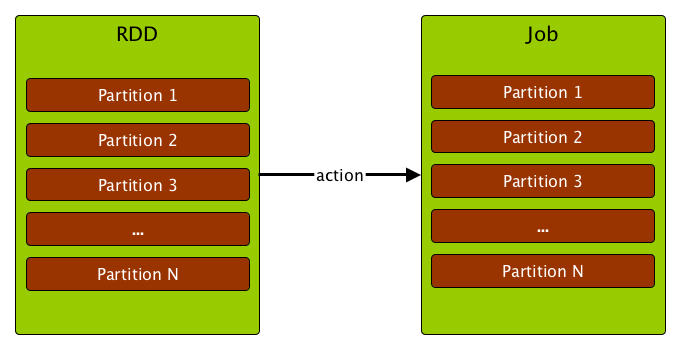 RDD
Partition 1
Partition 2
Partition 3
...
Partition N
action
Job
Partition 1
Partition 2
Partition 3
...
Partition N